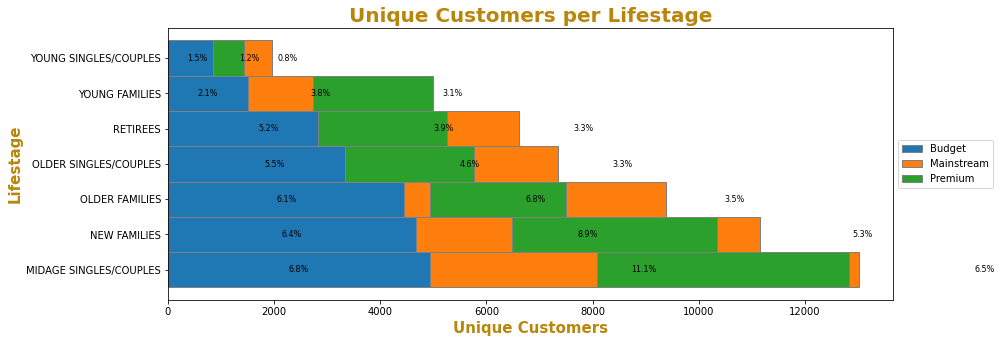 Unique Customers per Lifestage
YOUNG SINGLES/COUPLES 1.5% 1.2% 0.8%
YOUNG FAMILIES 2.1% 3.8% 3.1%
RETIREES 5.2% 3.9% 3.3%
OLDER SINGLES/COUPLES 5.5% 4.6% 3.3%
OLDER FAMILIES 6.1% 6.8% 3.5%
NEW FAMILIES 6.4% 8.9% 5.3%
MIDAGE SINGLES/COUPLES 6.8% 11.1% 6.5%
Lifestage
0 2000 4000 6000 8000 10000 12000
Unique Customers
Budget
Mainstream
Premium